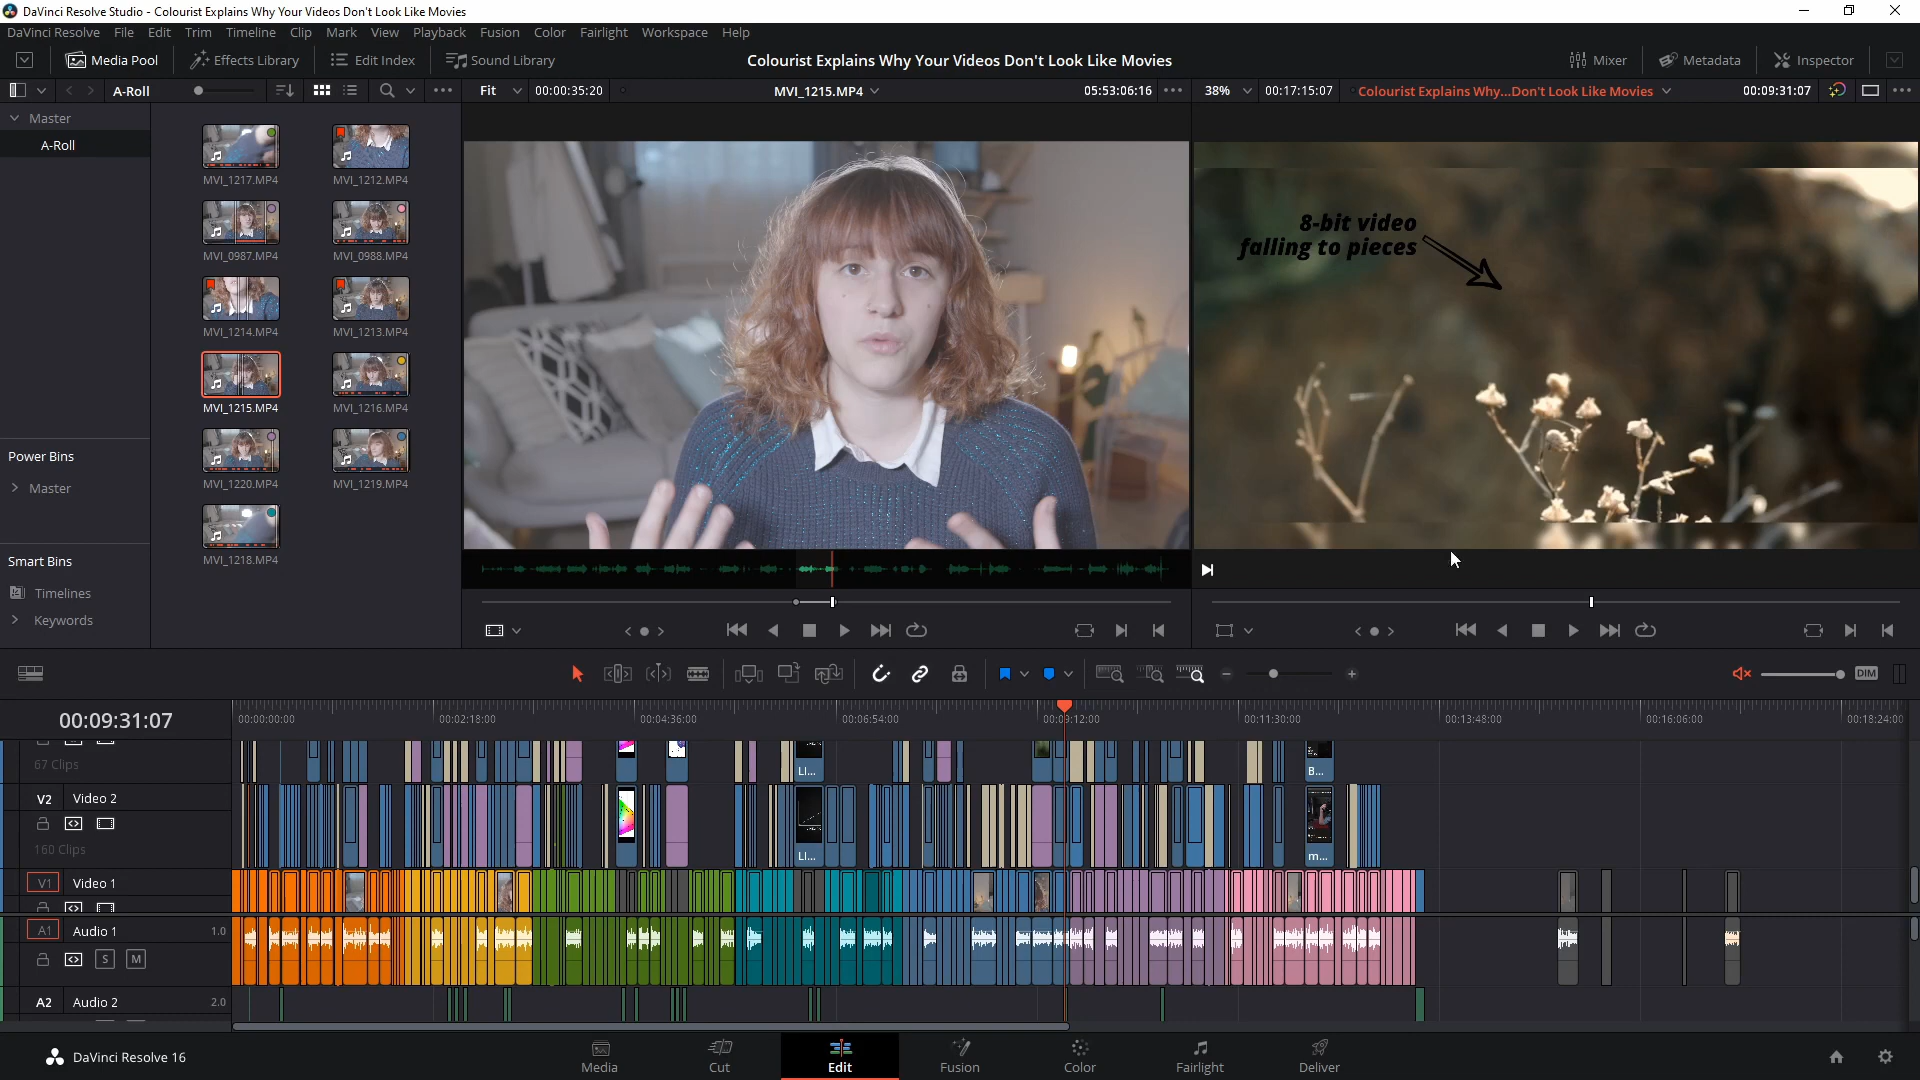 DaVinci Resolve Studio - Colourist Explains Why Your Videos Don't Look Like Movies
DaVinci Resolve File Edit Trim Timeline Clip Mark View Playback Fusion Color Fairlight Workspace Help
Media Pool Effects Library Edit Index Sound Library Colourist Explains Why Your Videos Don't Look Like Movies Mixer Metadata Inspector
A-Roll Fit 00:00:35:20 MVI_1215.MP4 05:53:06:16 38% 00:17:15:07 Colourist Explains Why...Don't Look Like Movies 00:09:31:07
Master
A-Roll
MVI_1217.MP4 MVI_1212.MP4
MVI_0987.MP4 MVI_0988.MP4
MVI_1214.MP4 MVI_1213.MP4
MVI_1215.MP4 MVI_1216.MP4
MVI_1220.MP4 MVI_1219.MP4
MVI_1218.MP4
8-bit video
falling to pieces
Power Bins
Master
Smart Bins
Timelines
Keywords
DIM
00:09:31:07
00:00:00:00 00:02:18:00 00:04:36:00 00:06:54:00 00:09:12:00 00:11:30:00 00:13:48:00 00:16:06:00 00:18:24:00
67 Clips
LI... B...
V2 Video 2
160 Clips
LI... m...
V1 Video 1
A1 Audio 1 1.0
S M
A2 Audio 2 2.0
DaVinci Resolve 16
Media Cut Edit Fusion Color Fairlight Deliver